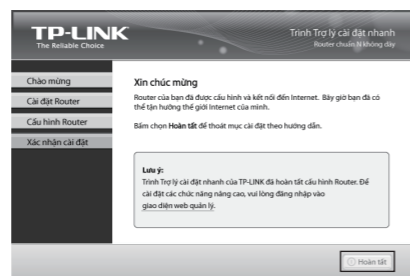 TP-LINK
The Reliable Choice
Trình Trợ lý cài đặt nhanh
Router chuẩn N không dây
Chào mừng
Cài đặt Router
Cấu hình Router
Xác nhận cài đặt
Xin chúc mừng
Router của bạn đã được cấu hình và kết nối đến Internet. Bây giờ bạn đã có
thể tận hưởng thế giới Internet của mình.
Bấm chọn Hoàn tất để thoát mục cài đặt theo hướng dẫn.
Lưu ý:
Trình Trợ lý cài đặt nhanh của TP-LINK đã hoàn tất cấu hình Router. Để
cài đặt các chức năng nâng cao, vui lòng đăng nhập vào
giao diện web quản lý.
Hoàn tất